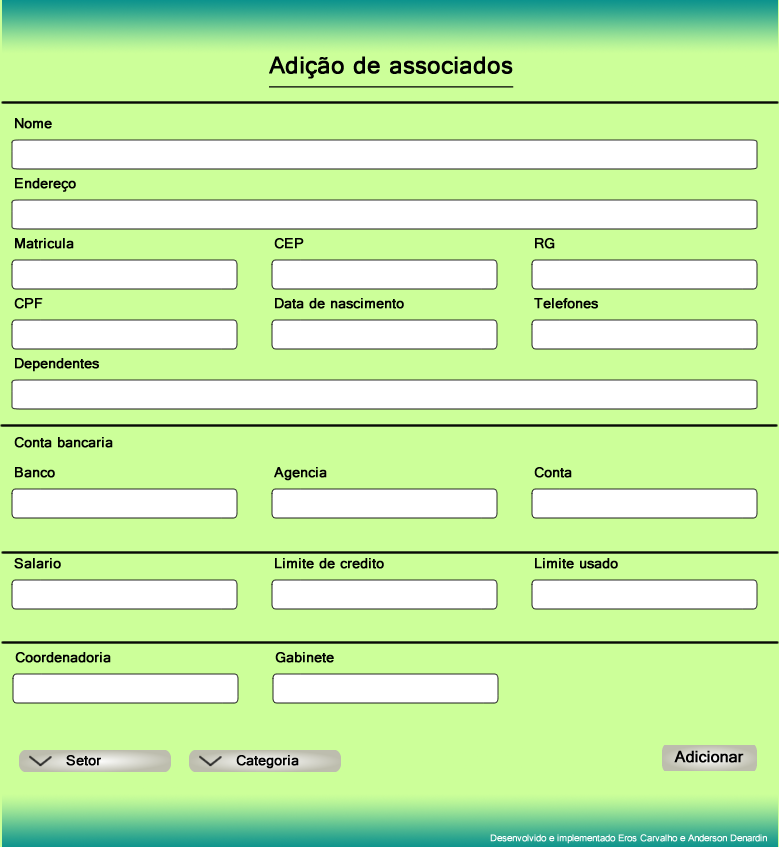 Adição de associados
Nome
Endereço
Matricula CEP RG
CPF Data de nascimento Telefones
Dependentes
Conta bancaria
Banco Agencia Conta
Salario Limite de credito Limite usado
Coordenadoria Gabinete
Setor Categoria Adicionar
Desenvolvido e implementado Eros Carvalho e Anderson Denardin